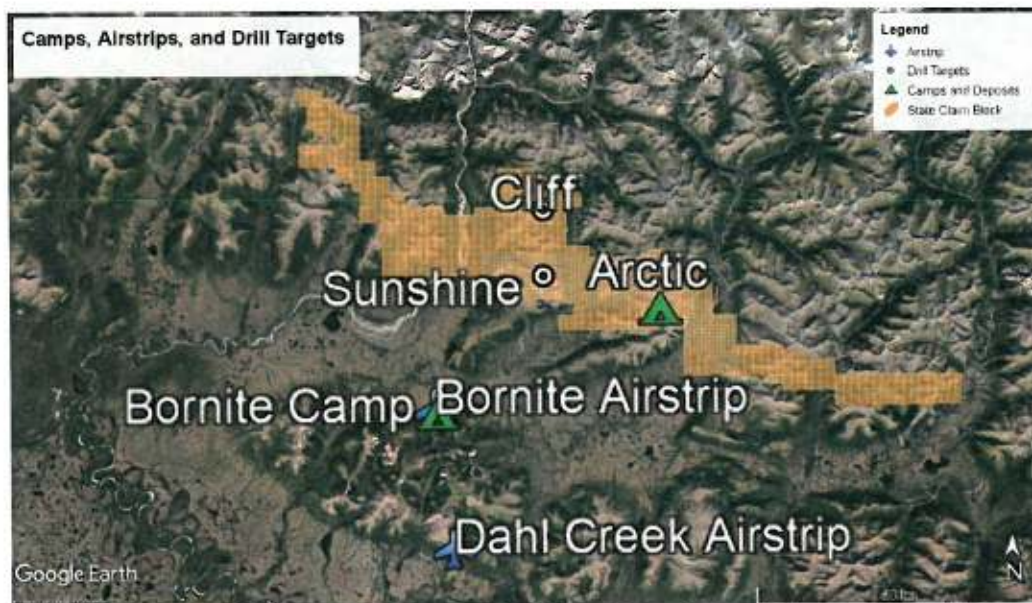 Camps, Airstrips, and Drill Targets
Legend
Airstrip
Drill Targets
Camps and Deposits
State Claim Block
Cliff
Sunshine
Arctic
Bornite Camp
Bornite Airstrip
Dahl Creek Airstrip
Google Earth
N